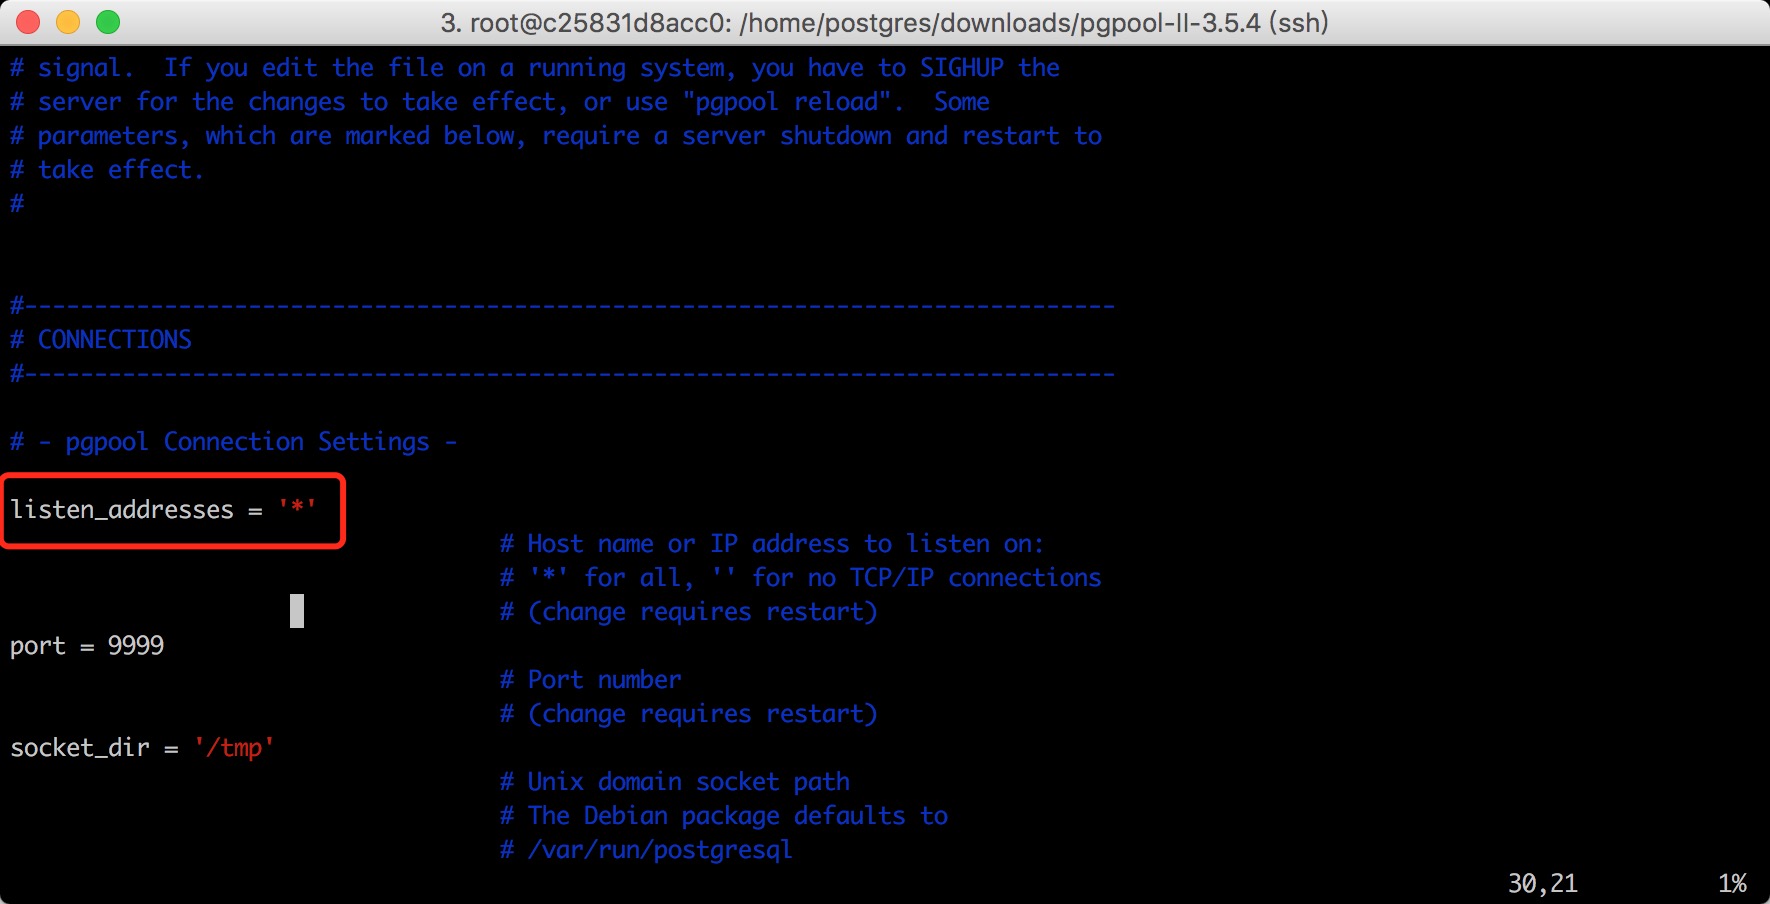 3. root@c25831d8acc0: /home/postgres/downloads/pgpool-II-3.5.4 (ssh)
# signal.  If you edit the file on a running system, you have to SIGHUP the
# server for the changes to take effect, or use "pgpool reload".  Some
# parameters, which are marked below, require a server shutdown and restart to
# take effect.
#
#------------------------------------------------------------------------------
# CONNECTIONS
#------------------------------------------------------------------------------
# - pgpool Connection Settings -
listen_addresses = '*'
# Host name or IP address to listen on:
# '*' for all, '' for no TCP/IP connections
# (change requires restart)
port = 9999
# Port number
# (change requires restart)
socket_dir = '/tmp'
# Unix domain socket path
# The Debian package defaults to
# /var/run/postgresql
30,21 1%